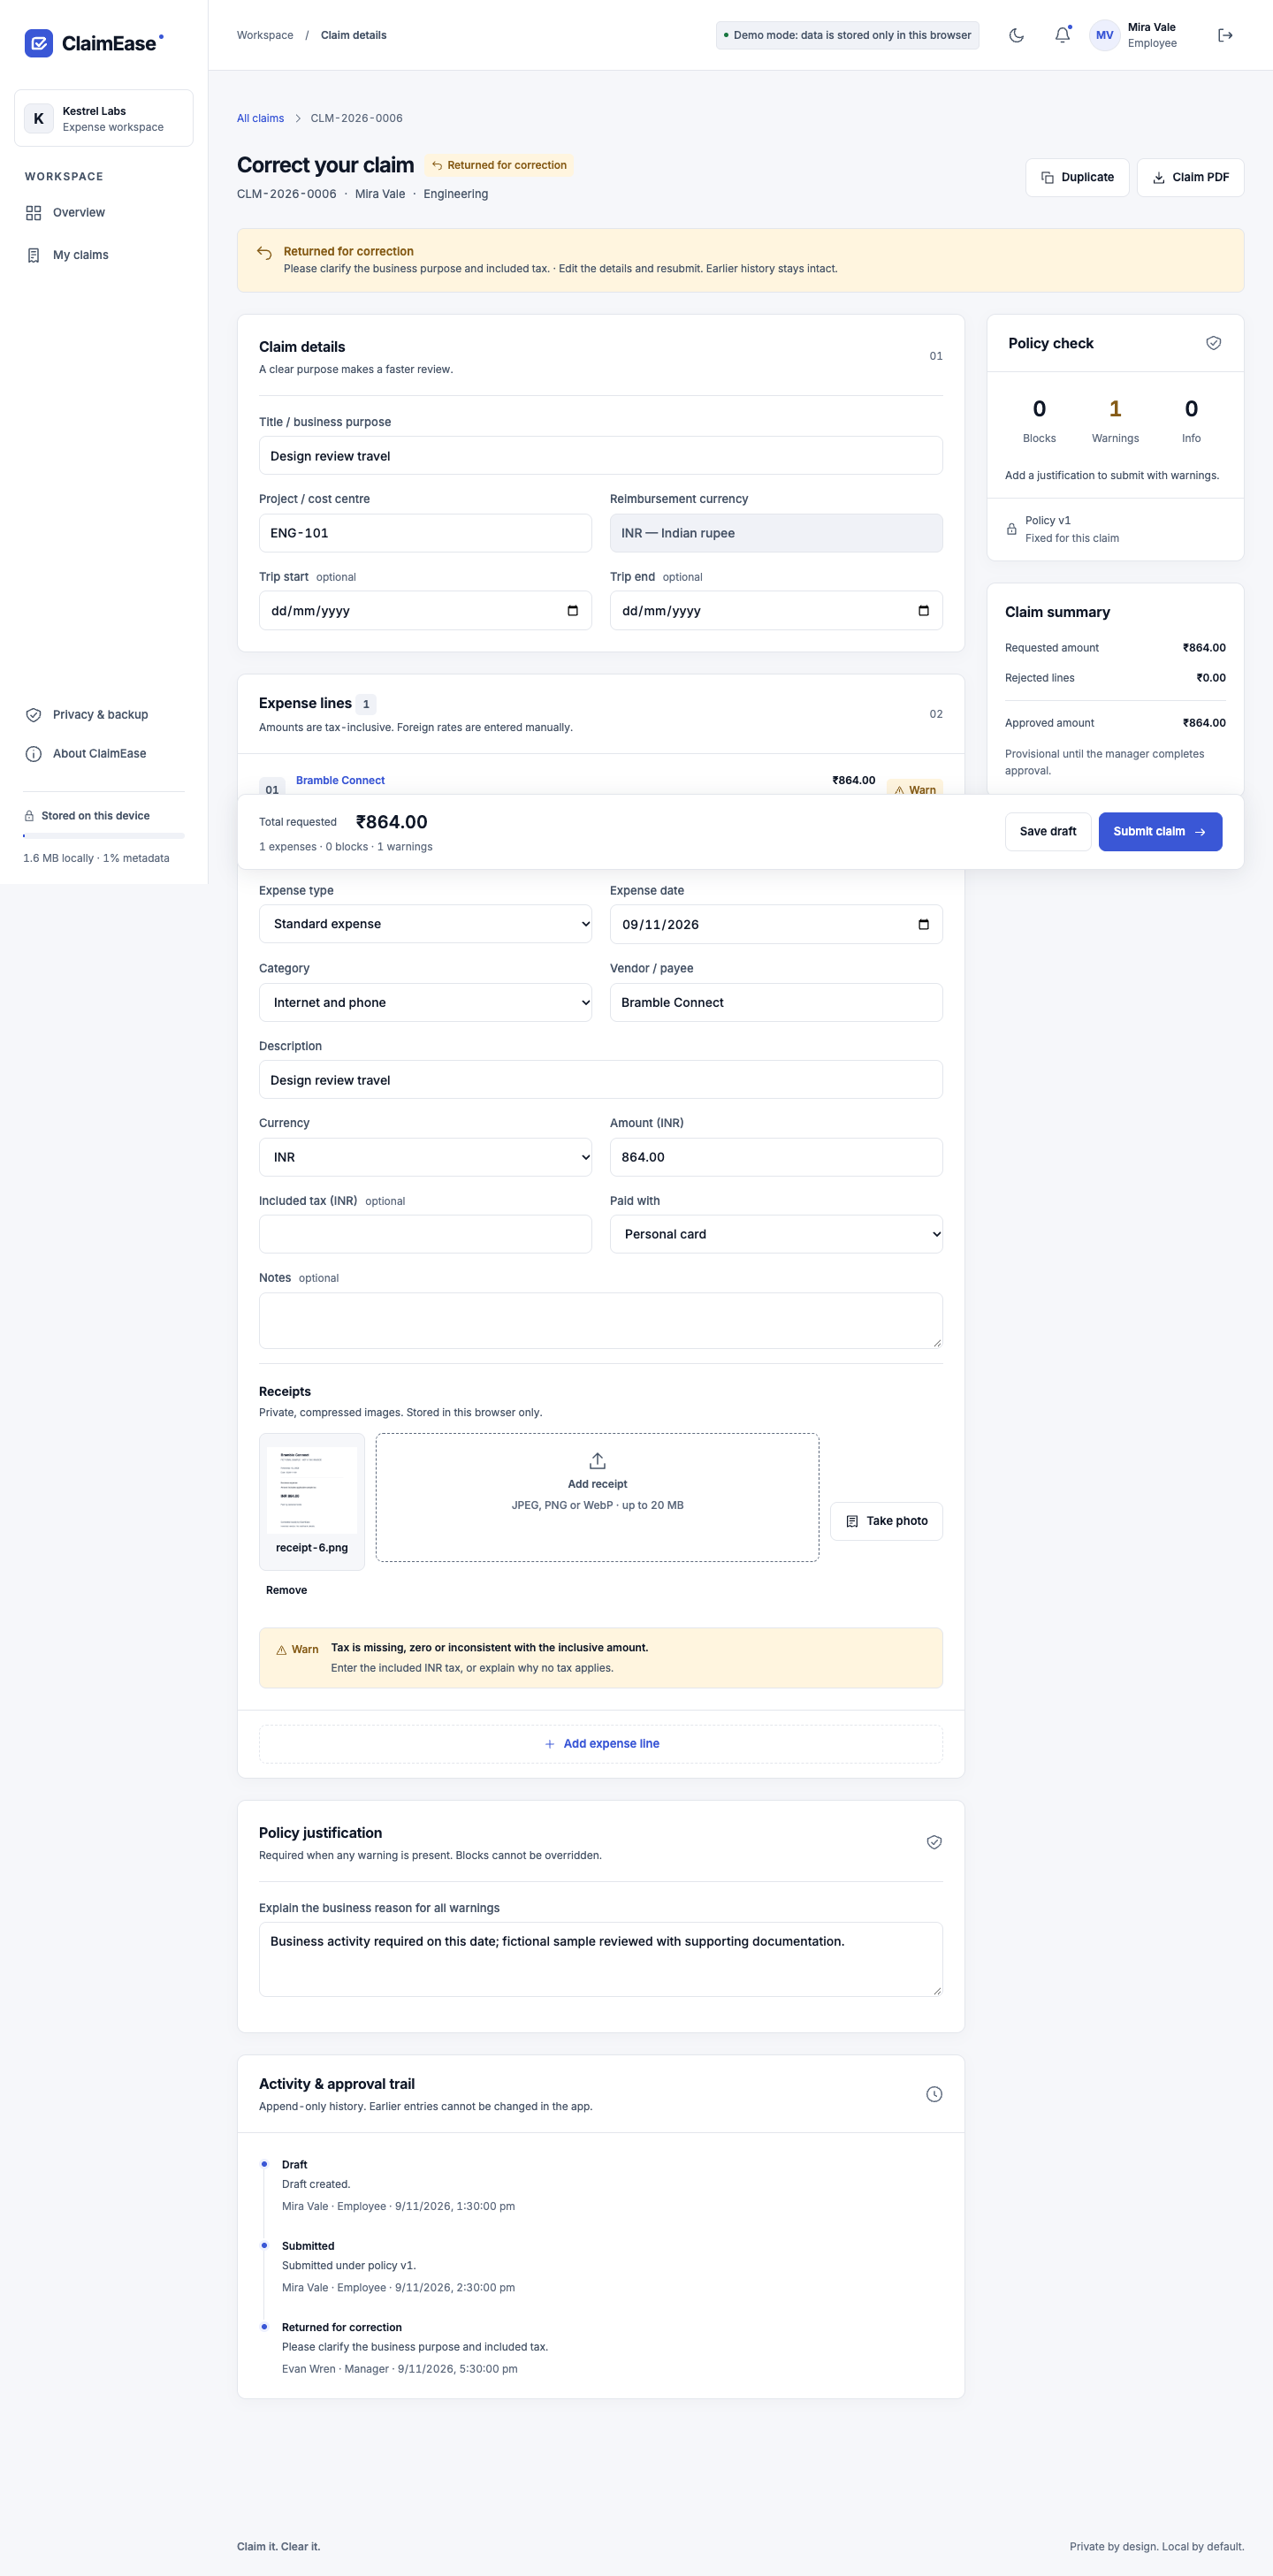 ClaimEase
K
Kestrel Labs
Expense workspace
WORKSPACE
Overview
My claims
Privacy & backup
About ClaimEase
Stored on this device
1.6 MB locally · 1% metadata
Workspace / Claim details
Demo mode: data is stored only in this browser
MV
Mira Vale
Employee
All claims > CLM-2026-0006
Correct your claim
Returned for correction
CLM-2026-0006 · Mira Vale · Engineering
Duplicate
Claim PDF
Returned for correction
Please clarify the business purpose and included tax. · Edit the details and resubmit. Earlier history stays intact.
Claim details
A clear purpose makes a faster review.
01
Title / business purpose
Design review travel
Project / cost centre
Reimbursement currency
ENG-101
INR — Indian rupee
Trip start optional
Trip end optional
dd/mm/yyyy
dd/mm/yyyy
Policy check
0
1
0
Blocks
Warnings
Info
Add a justification to submit with warnings.
Policy v1
Fixed for this claim
Claim summary
Requested amount ₹864.00
Rejected lines ₹0.00
Approved amount ₹864.00
Provisional until the manager completes
approval.
Expense lines 1
Amounts are tax-inclusive. Foreign rates are entered manually.
02
01
Bramble Connect
₹864.00
Warn
Total requested ₹864.00
1 expenses · 0 blocks · 1 warnings
Save draft
Submit claim
Expense type
Expense date
Standard expense
09/11/2026
Category
Vendor / payee
Internet and phone
Bramble Connect
Description
Design review travel
Currency
Amount (INR)
INR
864.00
Included tax (INR) optional
Paid with
Personal card
Notes optional
Receipts
Private, compressed images. Stored in this browser only.
Bramble Connect
INR 864.00
receipt-6.png
Remove
Add receipt
JPEG, PNG or WebP · up to 20 MB
Take photo
Warn
Tax is missing, zero or inconsistent with the inclusive amount.
Enter the included INR tax, or explain why no tax applies.
Add expense line
Policy justification
Required when any warning is present. Blocks cannot be overridden.
Explain the business reason for all warnings
Business activity required on this date; fictional sample reviewed with supporting documentation.
Activity & approval trail
Append-only history. Earlier entries cannot be changed in the app.
Draft
Draft created.
Mira Vale · Employee · 9/11/2026, 1:30:00 pm
Submitted
Submitted under policy v1.
Mira Vale · Employee · 9/11/2026, 2:30:00 pm
Returned for correction
Please clarify the business purpose and included tax.
Evan Wren · Manager · 9/11/2026, 5:30:00 pm
Claim it. Clear it.
Private by design. Local by default.